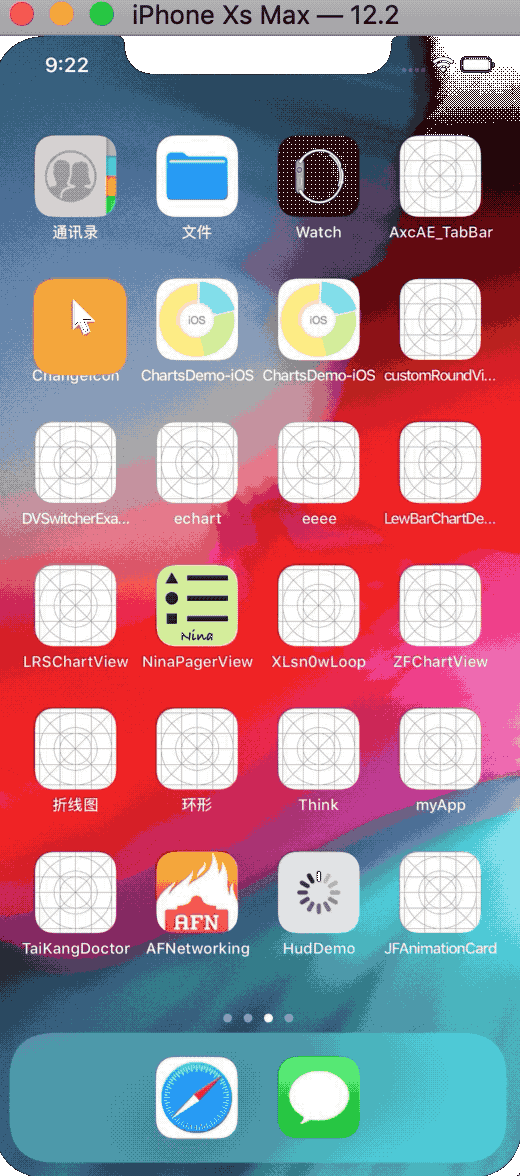 iPhone Xs Max — 12.2
9:22
通讯录
文件
Watch
AxcAE_TabBar
iOS
iOS
ChangeIcon
ChartsDemo-iOS
ChartsDemo-iOS
customRoundVi...
DVSwitcherExa...
echart
eeee
LewBarChartDe...
Nina
LRSChartView
NinaPagerView
XLsn0wLoop
ZFChartView
折线图
环形
Think
myApp
AFN
TaiKangDoctor
AFNetworking
HudDemo
JFAnimationCard